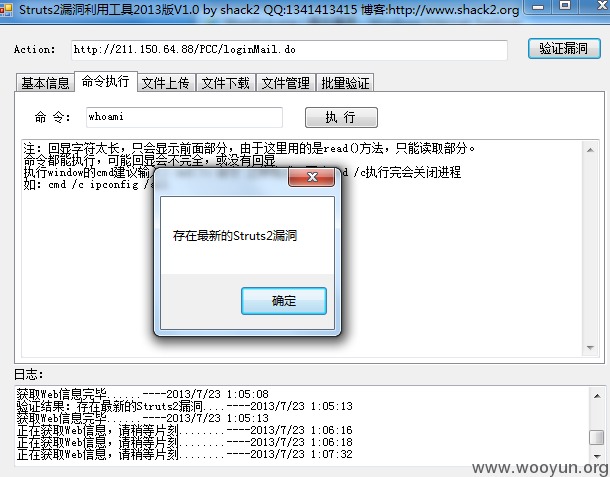 Struts2漏洞利用工具2013版V1.0 by shack2 QQ:1341413415 博客:http://www.shack2.org
Action: http://211.150.64.88/PCC/loginMail.do 验证漏洞
基本信息 命令执行 文件上传 文件下载 文件管理 批量验证
命 令: whoami 执 行
注: 回显字符太长，只会显示前面部分，由于这里用的是read()方法，只能读取部分。
命令都能执行，可能回显会不完全，或没有回显
执行window的cmd建议输 /c执行完会关闭进程
如: cmd /c ipconfig
存在最新的Struts2漏洞
确定
日志:
获取Web信息完毕......----2013/7/23 1:05:08
验证结果: 存在最新的Struts2漏洞....----2013/7/23 1:05:13
获取Web信息完毕......----2013/7/23 1:05:13
正在获取Web信息，请稍等片刻........----2013/7/23 1:06:16
正在获取Web信息，请稍等片刻........----2013/7/23 1:06:18
正在获取Web信息，请稍等片刻........----2013/7/23 1:07:32
www.wooyun.org